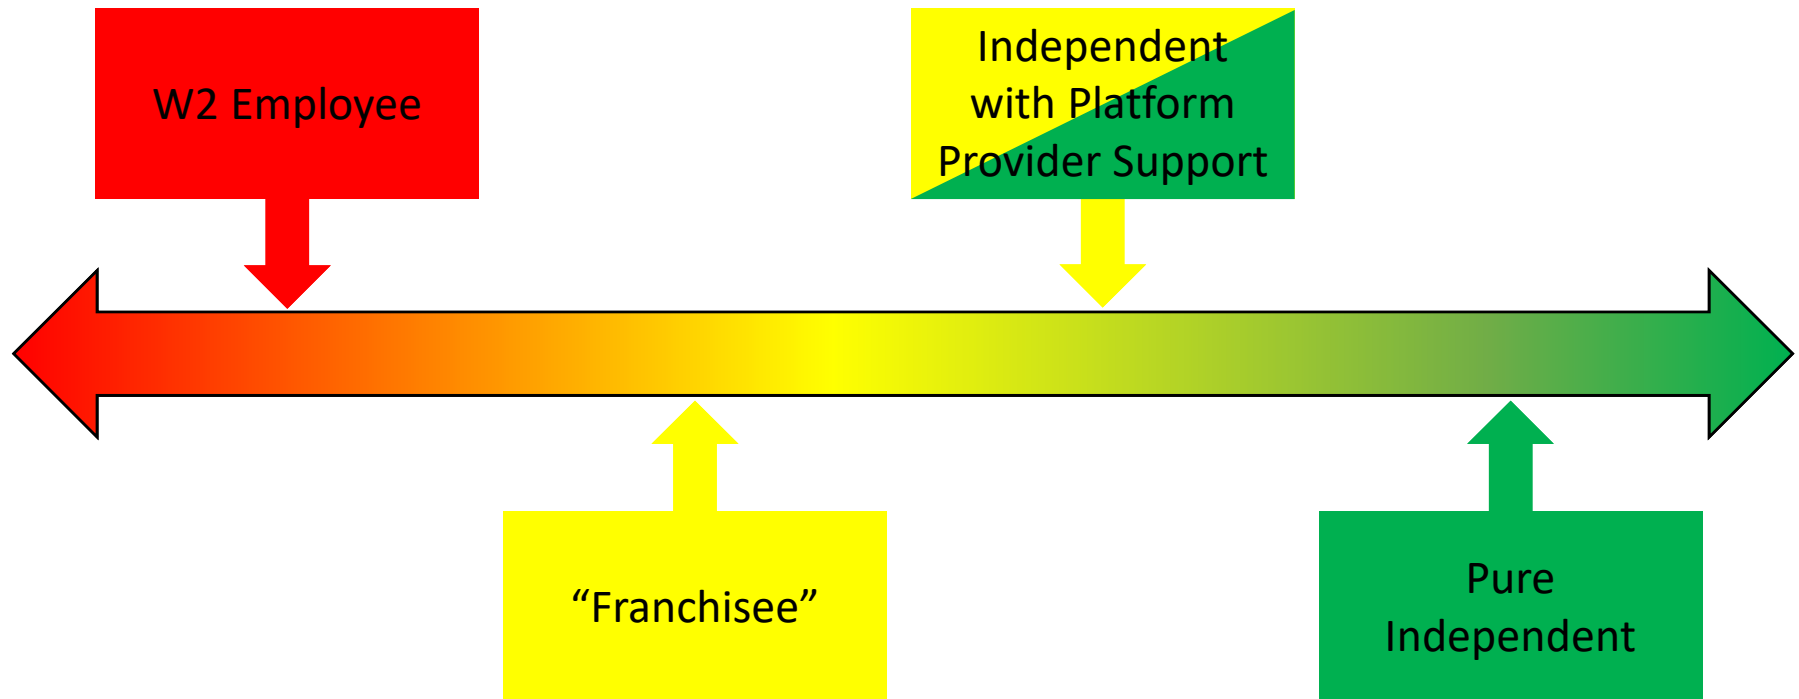 W2 Employee
Independent
with Platform
Provider Support
“Franchisee”
Pure
Independent